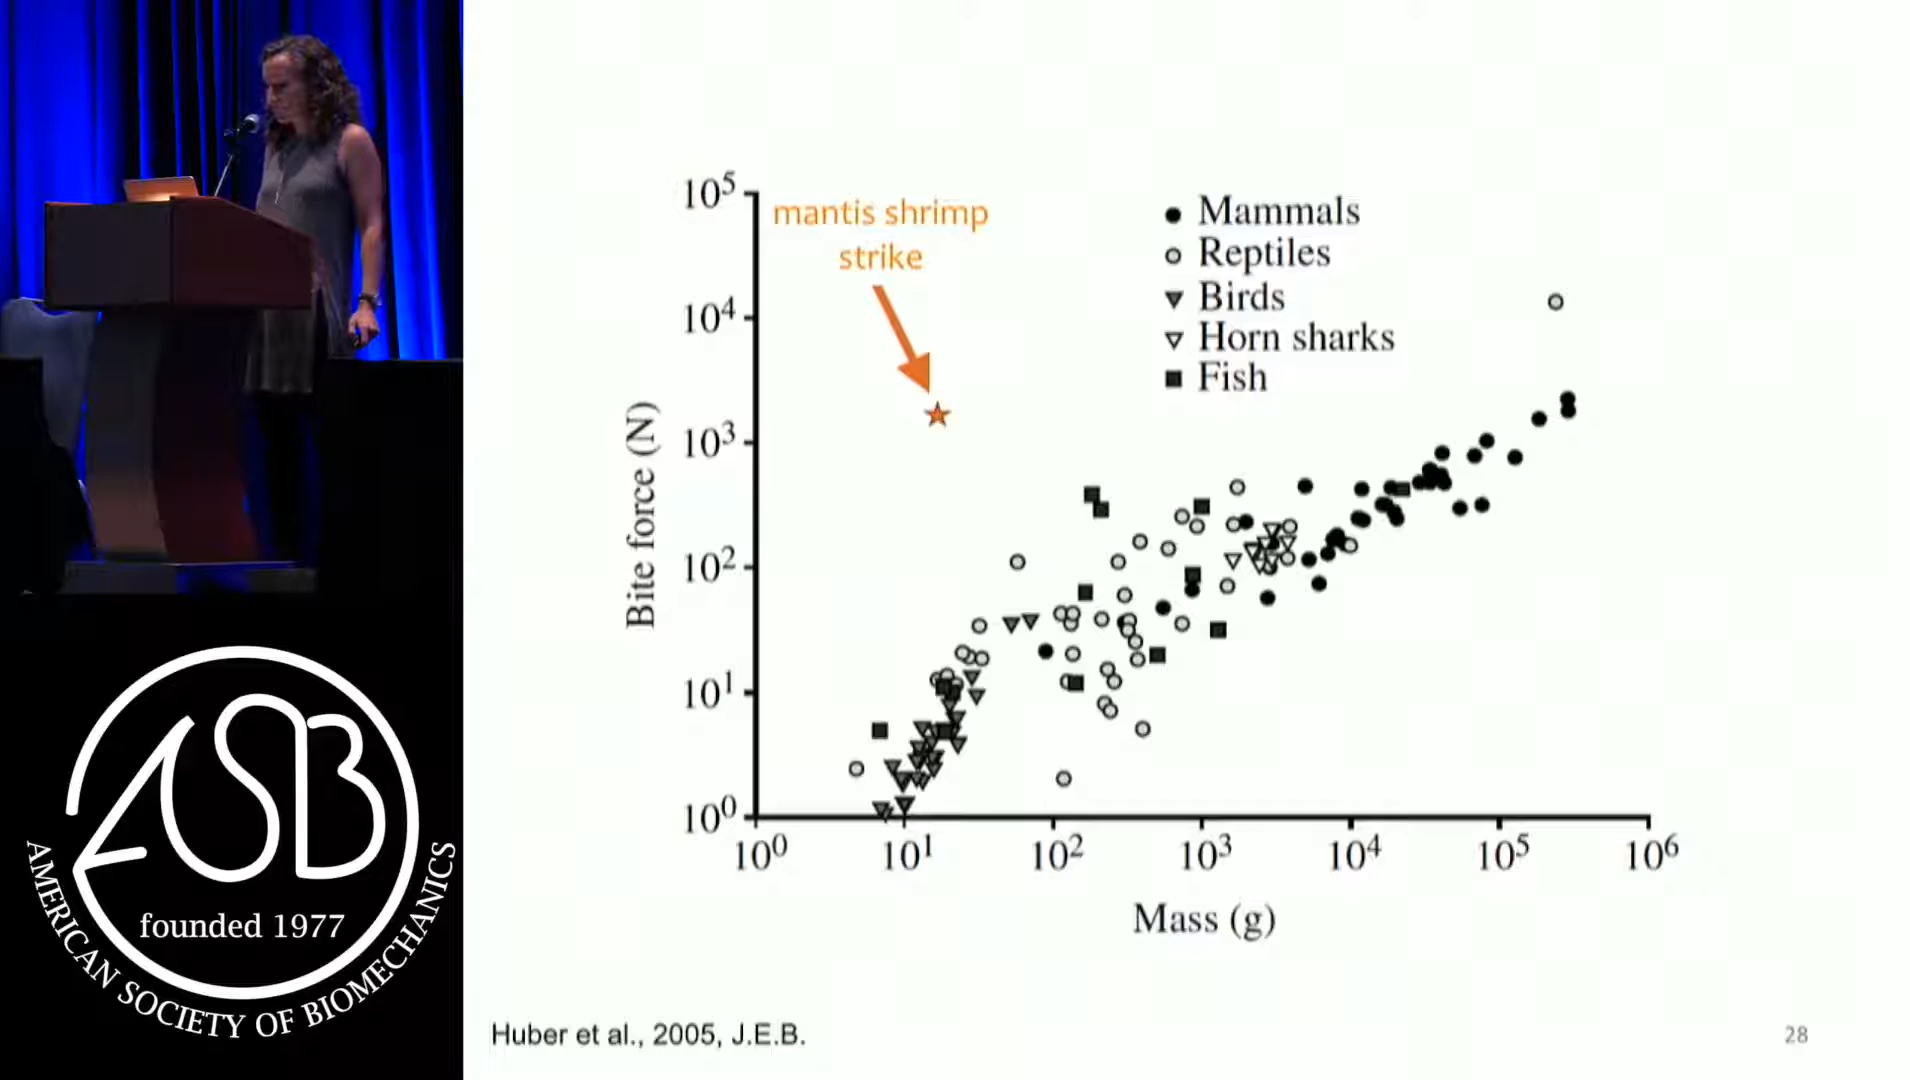 mantis shrimp
strike
Mammals
Reptiles
Birds
Horn sharks
Fish
Bite force (N)
10⁵
10⁴
10³
10²
10¹
10⁰
10⁰ 10¹ 10² 10³ 10⁴ 10⁵ 10⁶
Mass (g)
Huber et al., 2005, J.E.B.
28
ASB
founded 1977
AMERICAN SOCIETY OF BIOMECHANICS